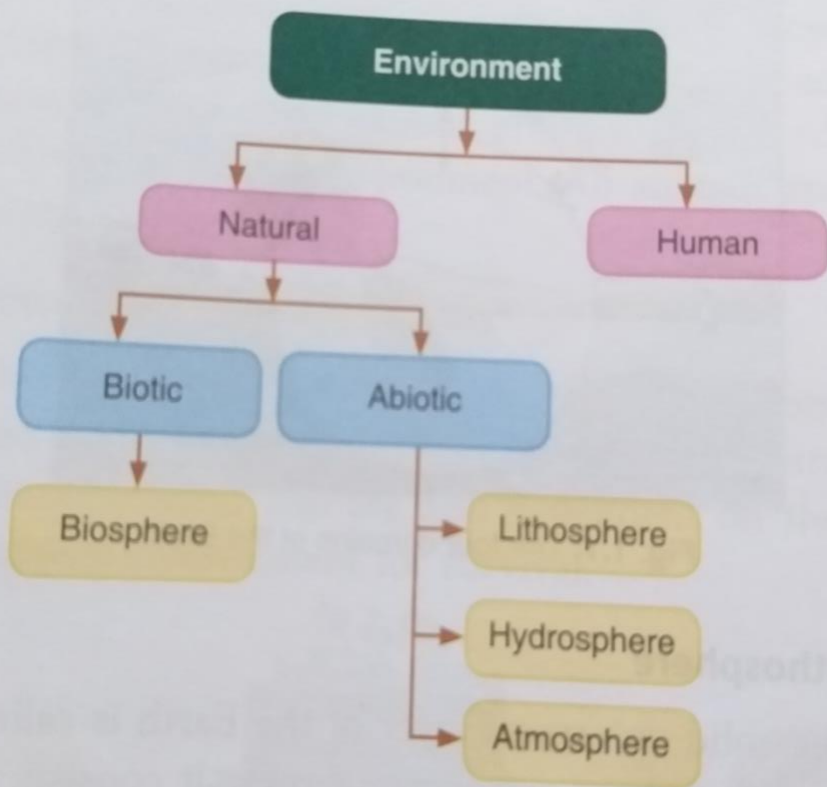 Environment
Natural
Human
Biotic
Abiotic
Biosphere
Lithosphere
Hydrosphere
Atmosphere